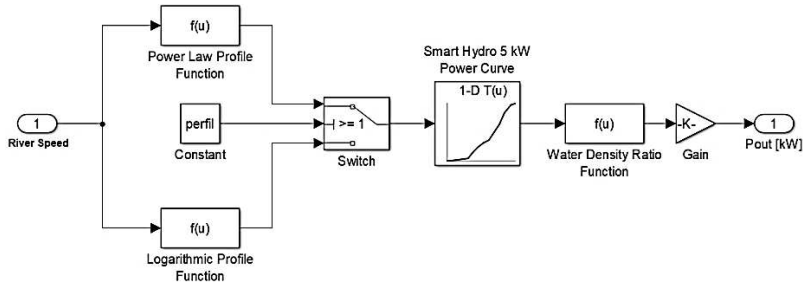 f(u)
Power Law Profile
Function
1
River Speed
perfil
Constant
>= 1
Switch
f(u)
Logarithmic Profile
Function
Smart Hydro 5 kW
Power Curve
1-D T(u)
f(u)
Water Density Ratio
Function
-K-
Gain
1
Pout [kW]